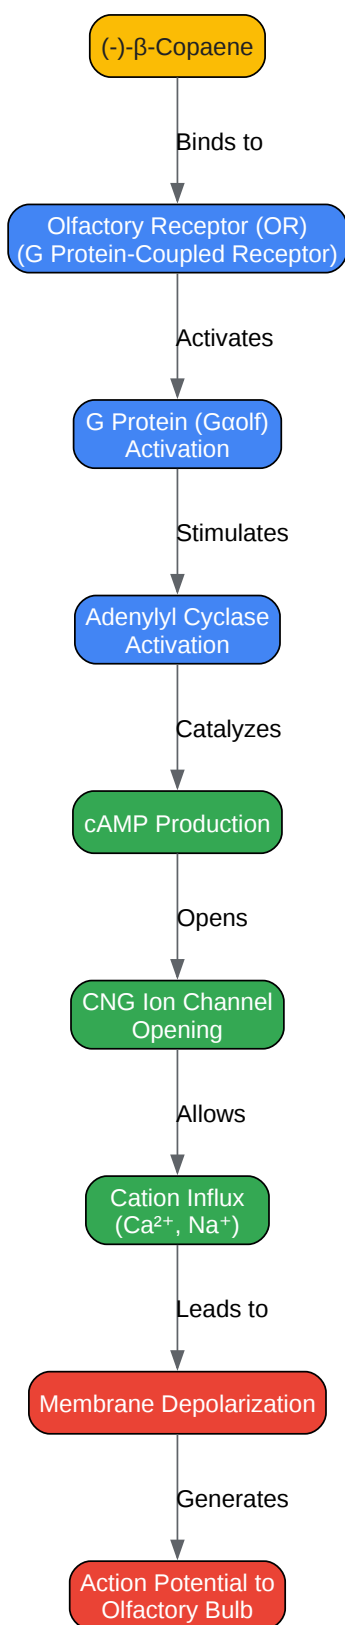 (-)-β-Copaene
Binds to
Olfactory Receptor (OR)
(G Protein-Coupled Receptor)
Activates
G Protein (Gαolf)
Activation
Stimulates
Adenylyl Cyclase
Activation
Catalyzes
cAMP Production
Opens
CNG Ion Channel
Opening
Allows
Cation Influx
(Ca²⁺, Na⁺)
Leads to
Membrane Depolarization
Generates
Action Potential to
Olfactory Bulb